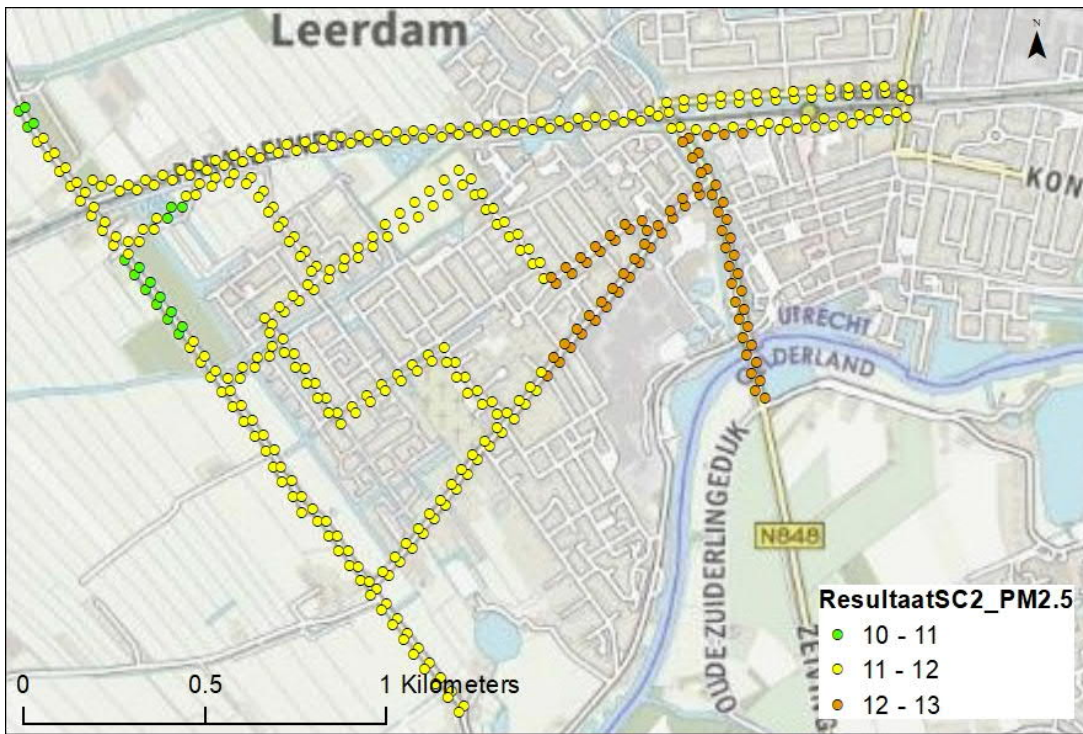 Leerdam
N
KON
UTRECHT
GELDERLAND
OUDE-ZUIDERLINGEDIJK
N848
ResultaatSC2_PM2.5
10 - 11
11 - 12
12 - 13
0 0.5 1 Kilometers